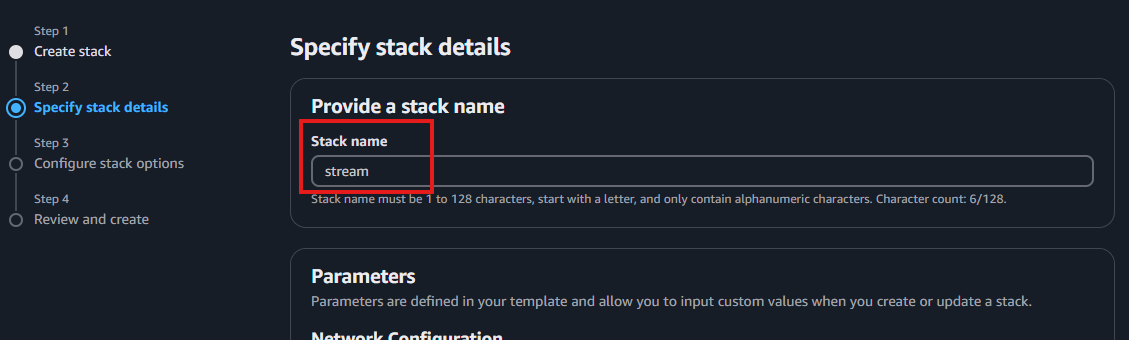 Step 1
Create stack
Step 2
Specify stack details
Step 3
Configure stack options
Step 4
Review and create
Specify stack details
Provide a stack name
Stack name
stream
Stack name must be 1 to 128 characters, start with a letter, and only contain alphanumeric characters. Character count: 6/128.
Parameters
Parameters are defined in your template and allow you to input custom values when you create or update a stack.
Network Configuration